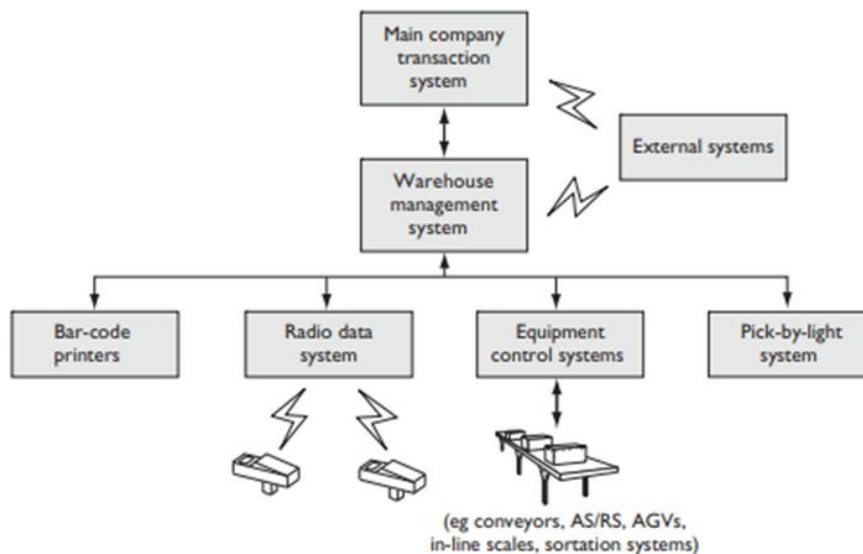 Main company
transaction
system
External systems
Warehouse
management
system
Bar-code
printers
Radio data
system
Equipment
control systems
Pick-by-light
system
(eg conveyors, AS/RS, AGVs,
in-line scales, sortation systems)